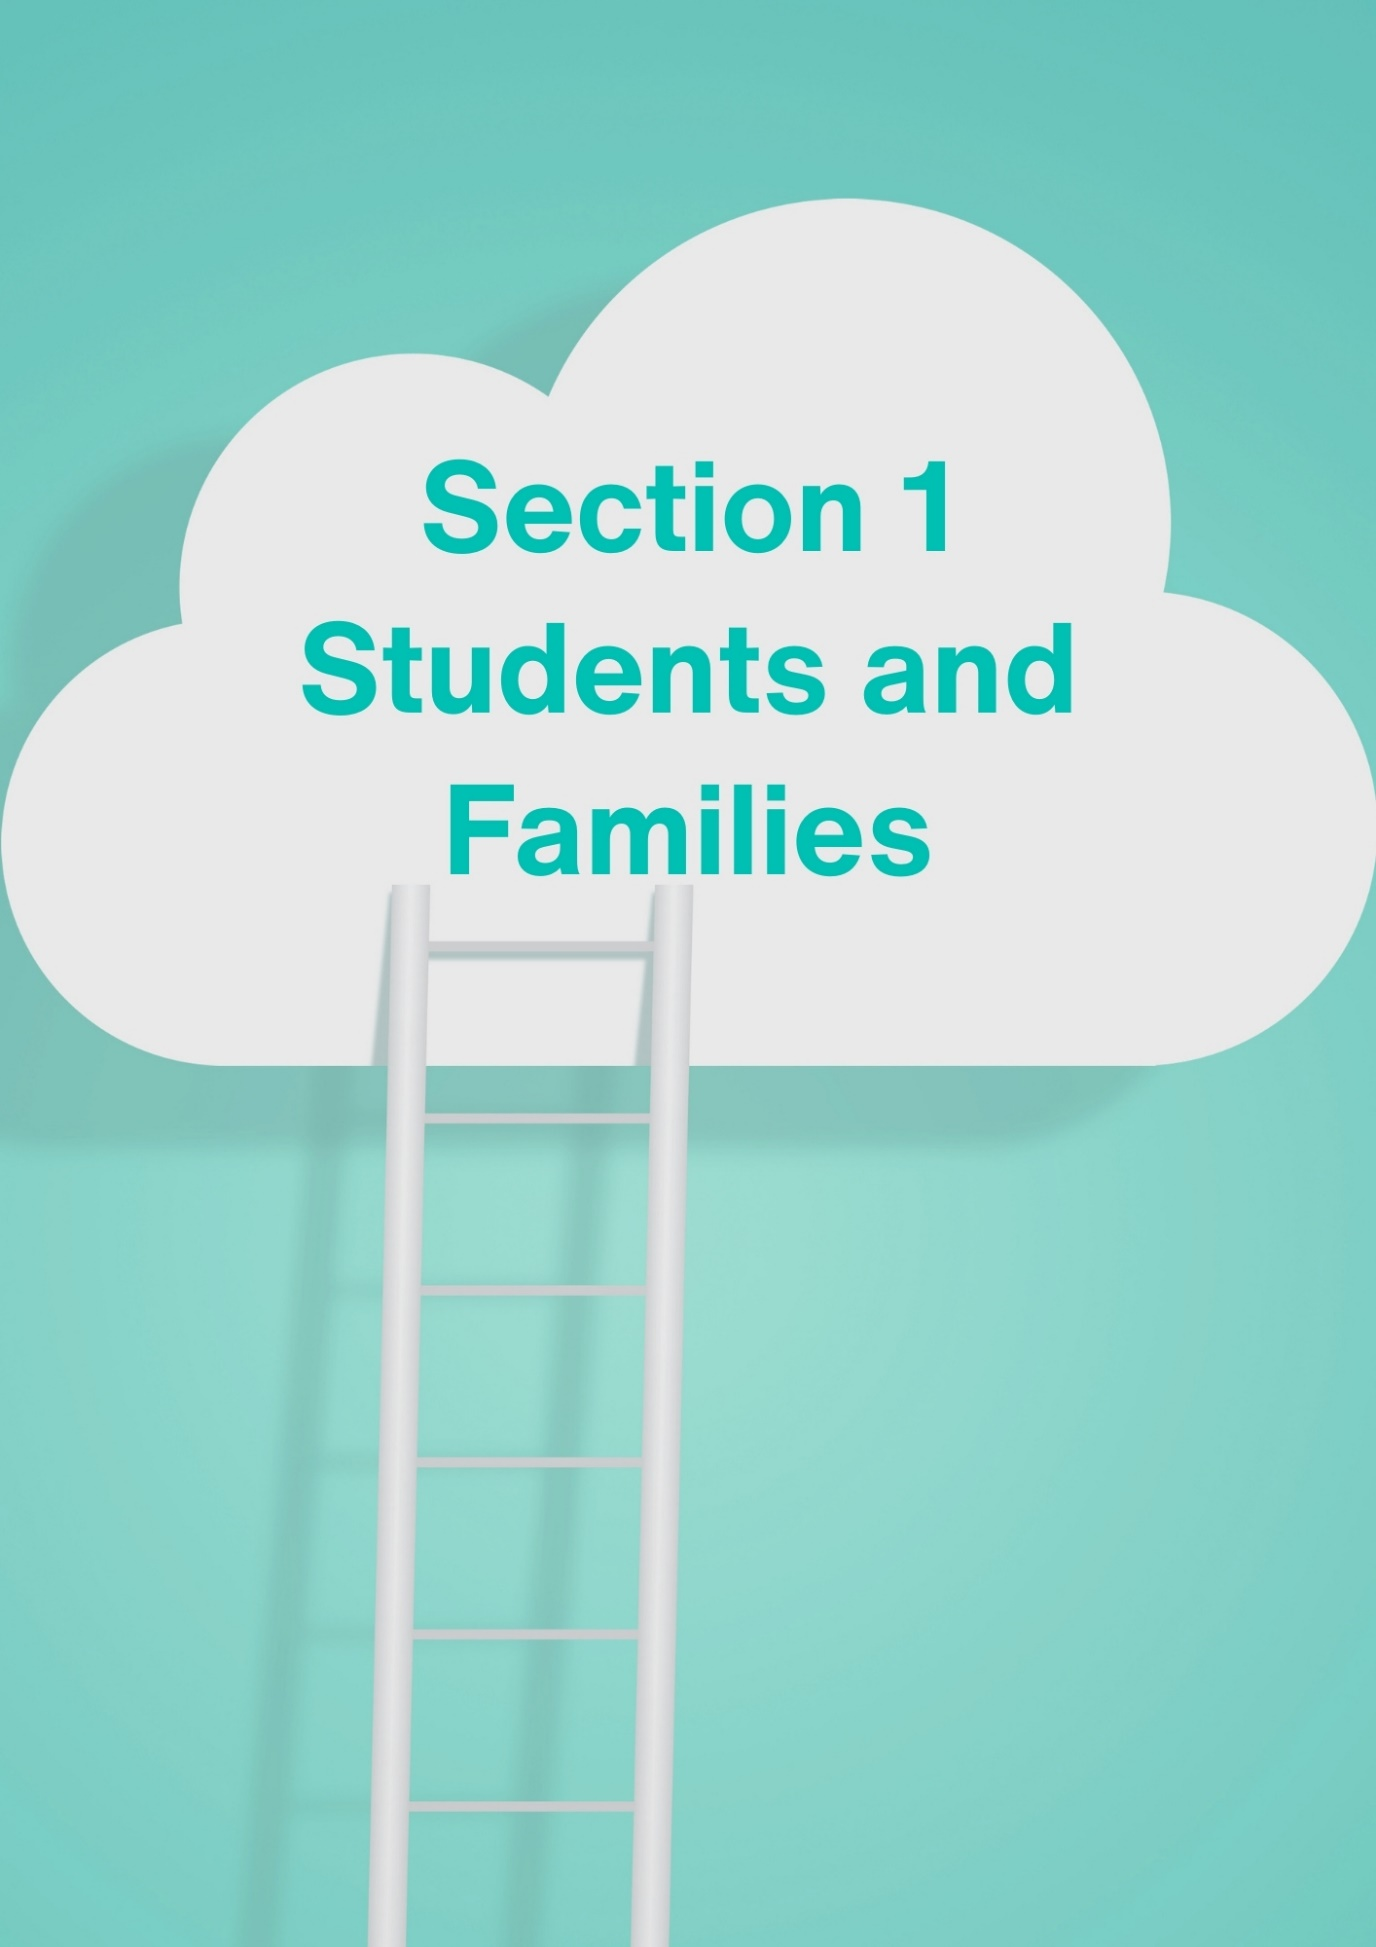 Section 1
Students and
Families